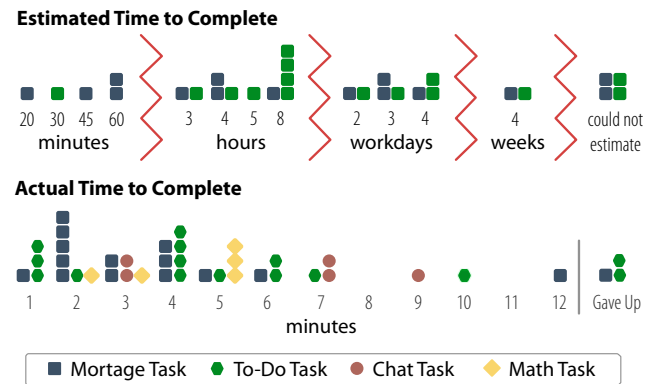 Estimated Time to Complete
20 30 45 60 3 4 5 8 2 3 4 4 could not
minutes hours workdays weeks estimate
Actual Time to Complete
1 2 3 4 5 6 7 8 9 10 11 12 Gave Up
minutes
Mortage Task To-Do Task Chat Task Math Task